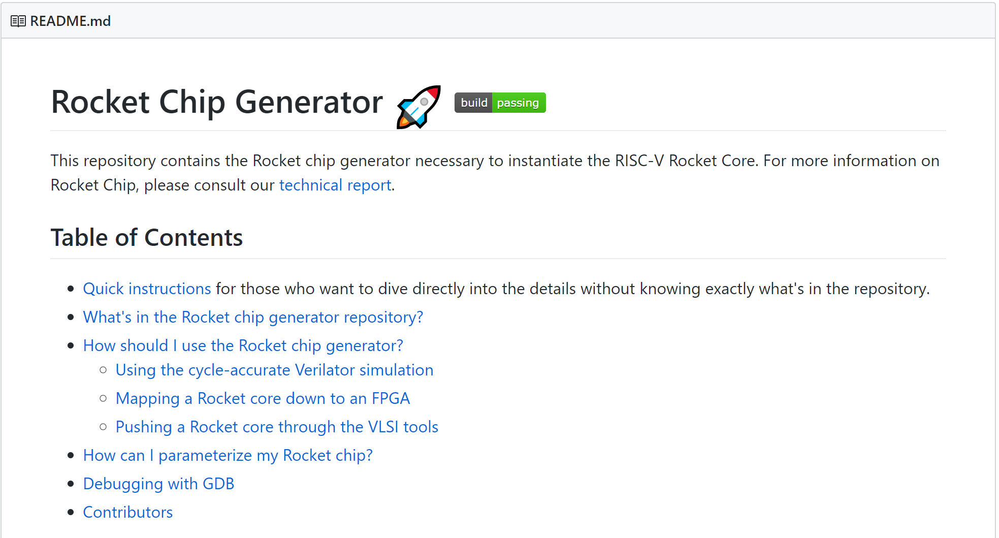 README.md
Rocket Chip Generator build passing
This repository contains the Rocket chip generator necessary to instantiate the RISC-V Rocket Core. For more information on
Rocket Chip, please consult our technical report.
Table of Contents
Quick instructions for those who want to dive directly into the details without knowing exactly what's in the repository.
What's in the Rocket chip generator repository?
How should I use the Rocket chip generator?
Using the cycle-accurate Verilator simulation
Mapping a Rocket core down to an FPGA
Pushing a Rocket core through the VLSI tools
How can I parameterize my Rocket chip?
Debugging with GDB
Contributors